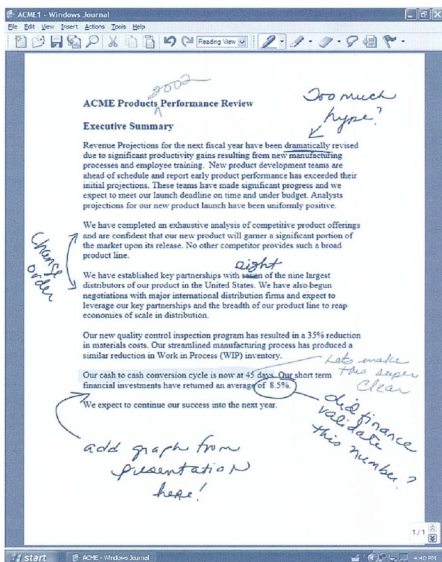 ACME1 - Windows Journal
File Edit View Insert Actions Tools Help
Reading View
good
ACME Products Performance Review
Too much
hype?
Executive Summary
Revenue Projections for the next fiscal year have been dramatically revised
due to significant productivity gains resulting from new manufacturing
processes and employee training. New product development teams are
ahead of schedule and report early product performance has exceeded their
initial projections. These teams have made significant progress and we
expect to meet our launch deadline on time and under budget. Analysts
projections for our new product launch have been uniformly positive.
Change
order
We have completed an exhaustive analysis of competitive product offerings
and are confident that our new product will garner a significant portion of
the market upon its release. No other competitor provides such a broad
product line.
eight
We have established key partnerships with seven of the nine largest
distributors of our product in the United States. We have also begun
negotiations with major international distribution firms and expect to
leverage our key partnerships and the breadth of our product line to reap
economies of scale in distribution.
Our new quality control inspection program has resulted in a 35% reduction
in materials costs. Our streamlined manufacturing process has produced a
similar reduction in Work in Process (WIP) inventory.
Lets make
this super
Clear
Our cash to cash conversion cycle is now at 45 days. Our short term
financial investments have returned an average of 8.5%.
did finance
validate
this number?
We expect to continue our success into the next year.
add graph from
presentation
here!
1/1
start
ACME - Windows Journal
4:40 PM